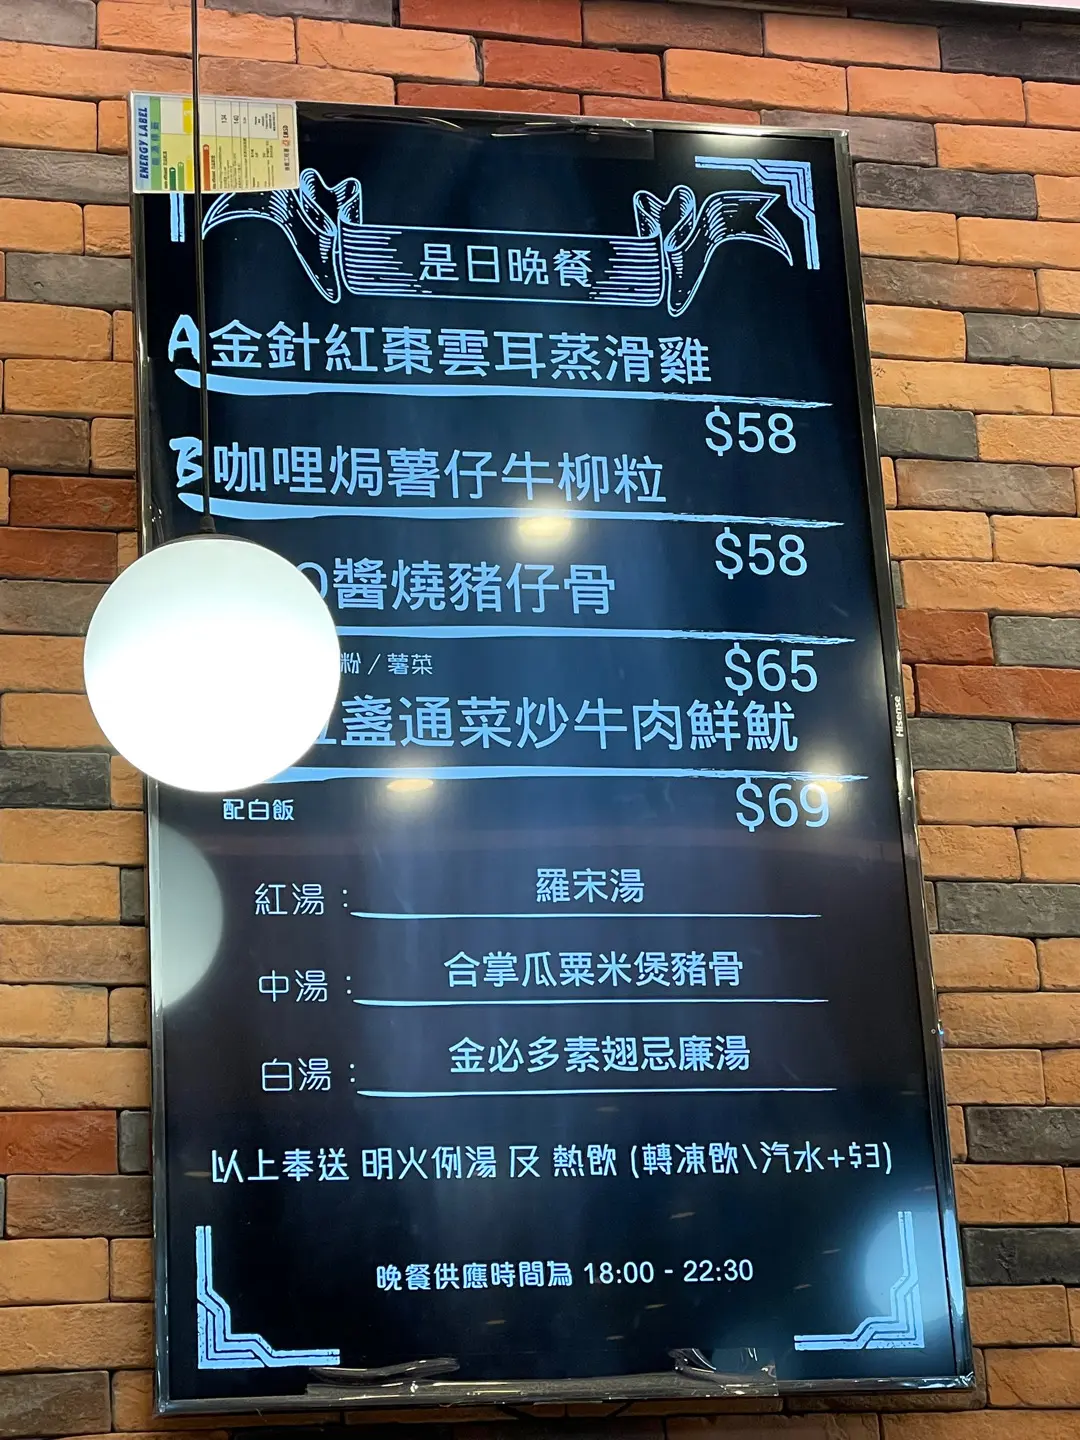 ENERGY LABEL
是日晚餐
A 金針紅棗雲耳蒸滑雞
$58
B 咖哩焗薯仔牛柳粒
$58
醬燒豬仔骨
粉 / 薯菜
$65
盞通菜炒牛肉鮮魷
配白飯
$69
紅湯： 羅宋湯
中湯： 合掌瓜粟米煲豬骨
白湯： 金必多素翅忌廉湯
以上奉送 明火例湯 及 熱飲 (轉凍飲\汽水+$3)
晚餐供應時間為 18:00 - 22:30
Hisense